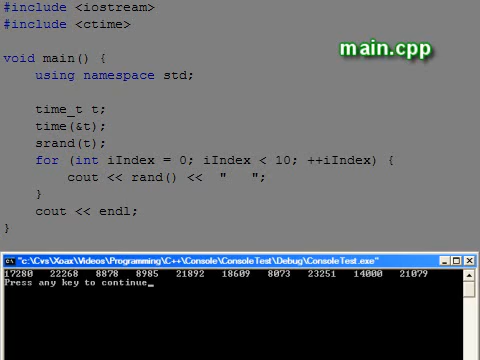 #include <iostream>
#include <ctime>
main.cpp
void main() {
    using namespace std;
    time_t t;
    time(&t);
    srand(t);
    for (int iIndex = 0; iIndex < 10; ++iIndex) {
        cout << rand() <<  "   ";
    }
    cout << endl;
}
"c:\Cvs\Xoax\Videos\Programming\C++\Console\ConsoleTest\Debug\ConsoleTest.exe"
17280   22268   8878   8985   21892   18609   8073   23251   14000   21079
Press any key to continue_